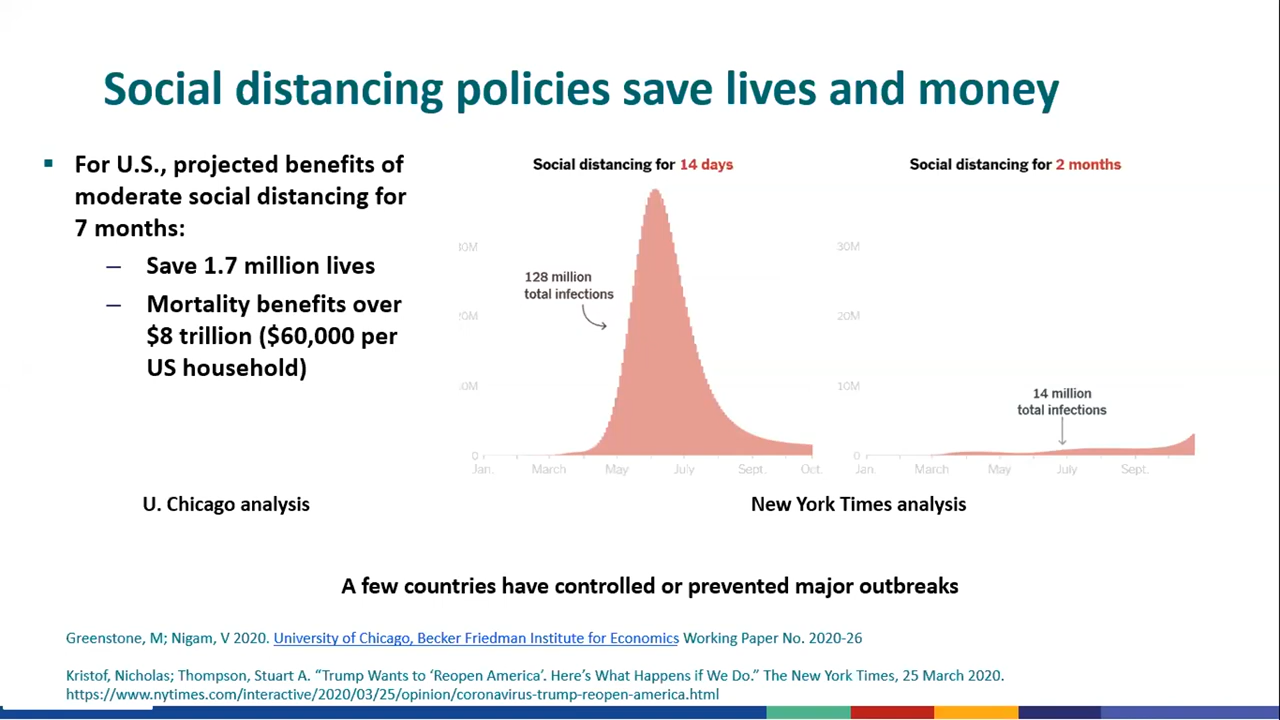 Social distancing policies save lives and money
▪ For U.S., projected benefits of
moderate social distancing for
7 months:
– Save 1.7 million lives
– Mortality benefits over
$8 trillion ($60,000 per
US household)
U. Chicago analysis
Social distancing for 14 days
128 million
total infections
0
Jan.
March
May
July
Sept.
Oct.
Social distancing for 2 months
30M
20M
10M
0
14 million
total infections
Jan.
March
May
July
Sept.
New York Times analysis
A few countries have controlled or prevented major outbreaks
Greenstone, M; Nigam, V 2020. University of Chicago, Becker Friedman Institute for Economics Working Paper No. 2020-26
Kristof, Nicholas; Thompson, Stuart A. “Trump Wants to ‘Reopen America’. Here’s What Happens if We Do.” The New York Times, 25 March 2020.
https://www.nytimes.com/interactive/2020/03/25/opinion/coronavirus-trump-reopen-america.html